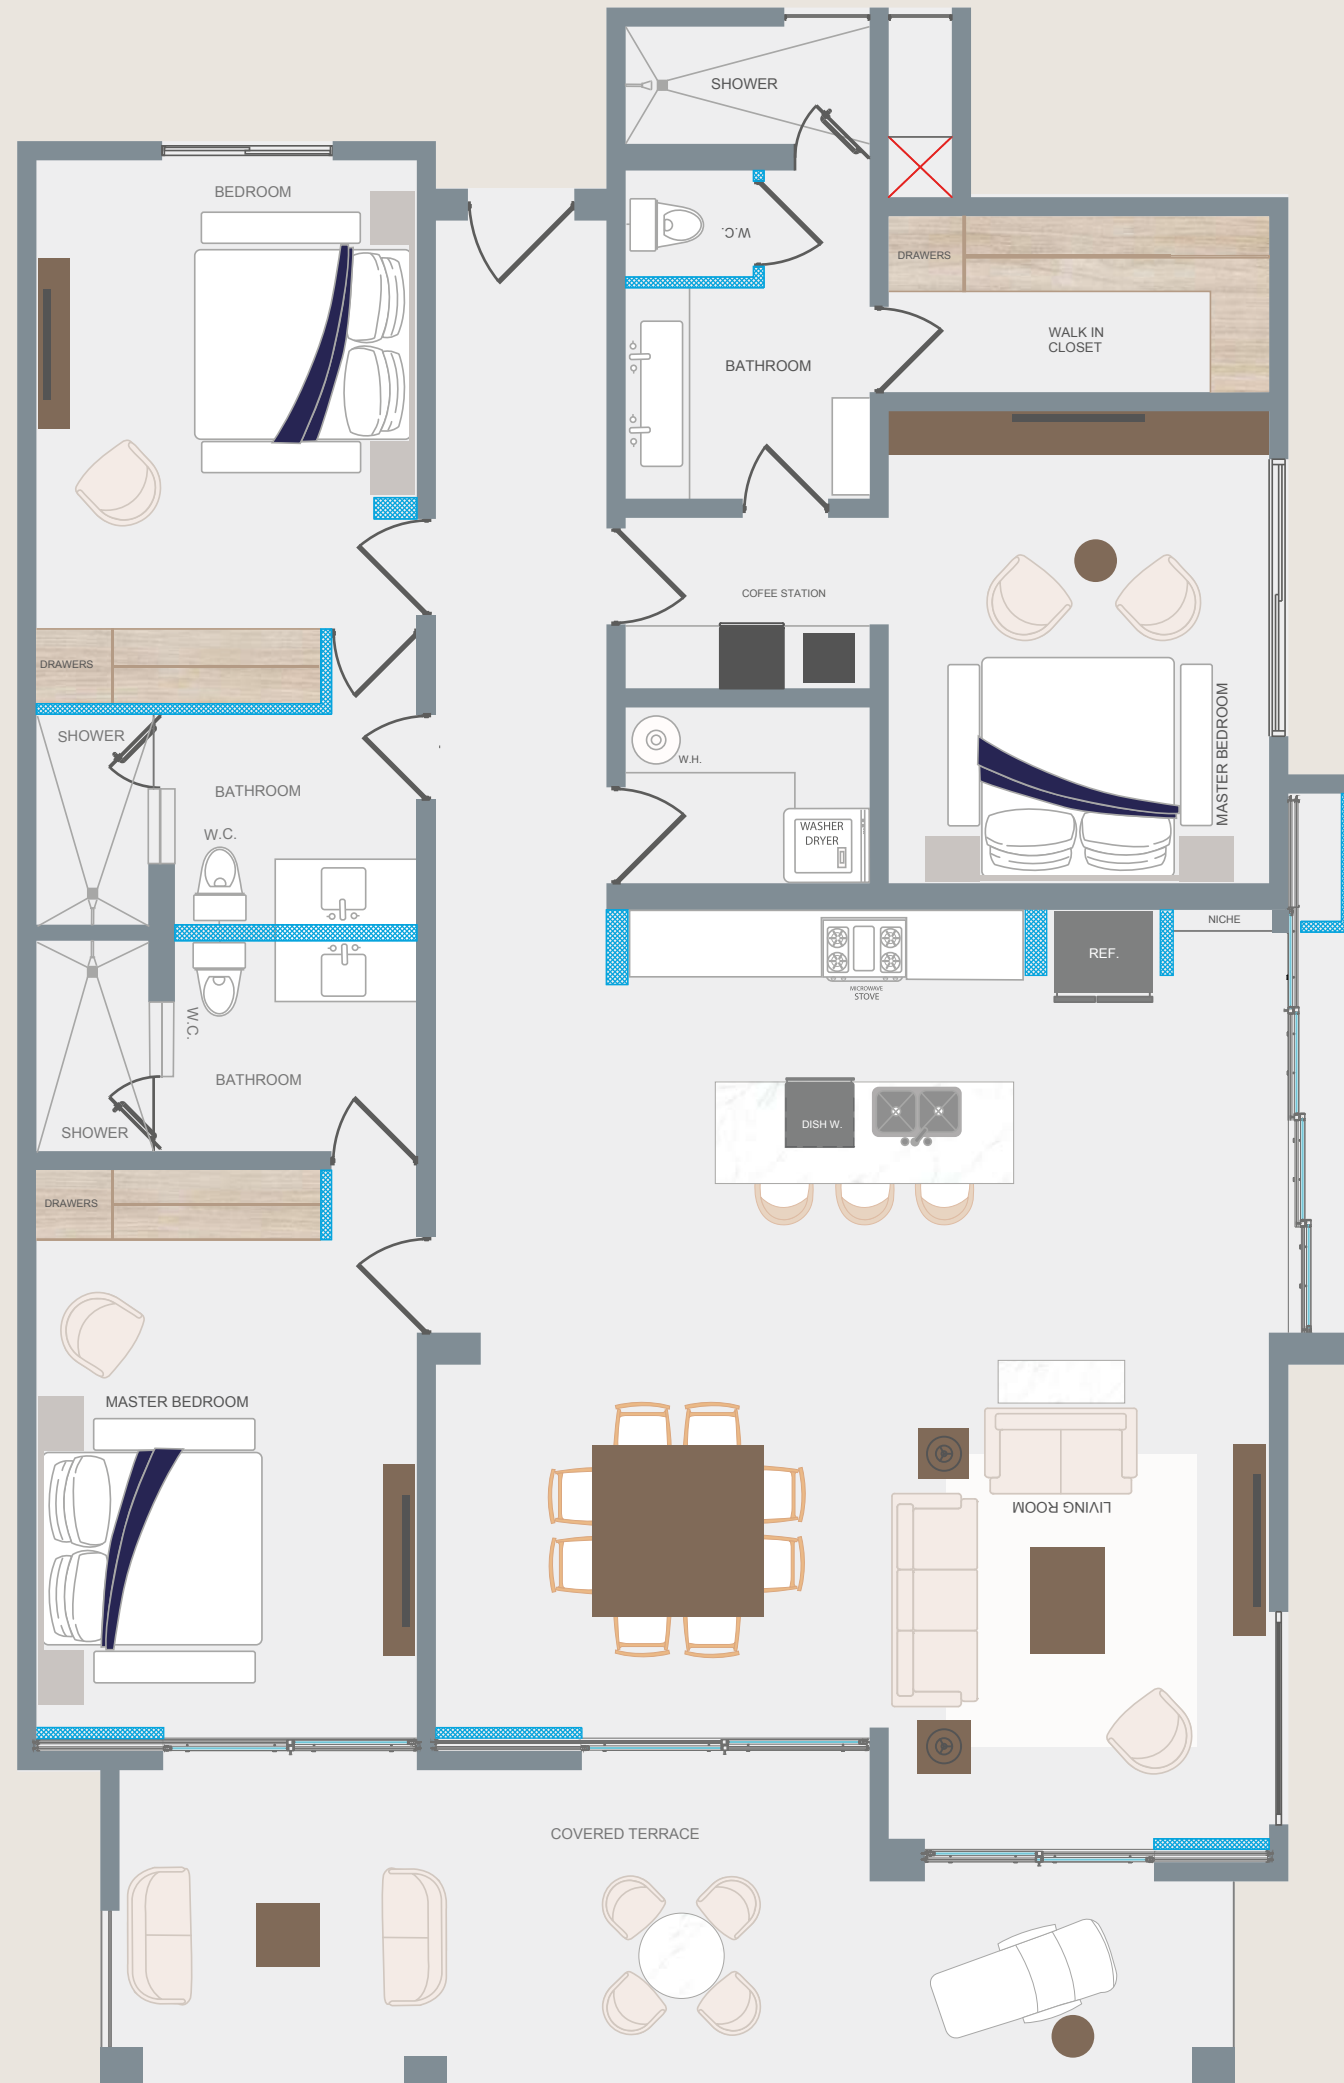 SHOWER
BEDROOM
W.C.
DRAWERS
WALK IN
CLOSET
BATHROOM
COFEE STATION
DRAWERS
MASTER BEDROOM
SHOWER
W.H.
BATHROOM
WASHER
DRYER
W.C.
NICHE
REF.
MICROWAVE
STOVE
W.C.
BATHROOM
DISH W.
SHOWER
DRAWERS
MASTER BEDROOM
LIVING ROOM
COVERED TERRACE